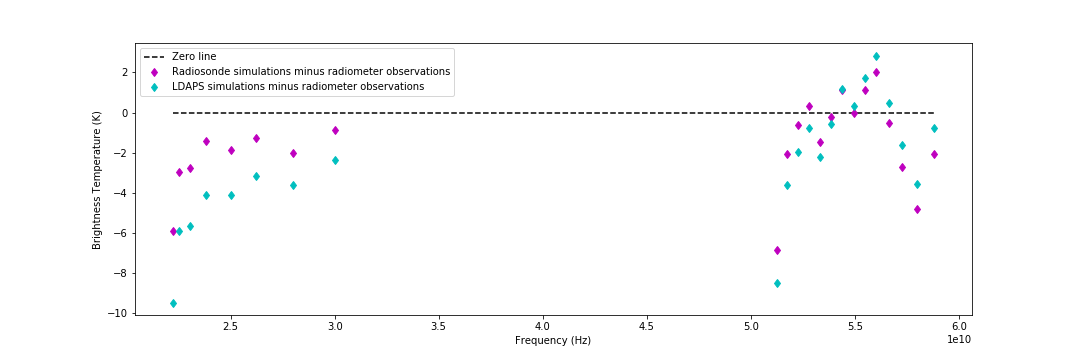 Zero line
Radiosonde simulations minus radiometer observations
LDAPS simulations minus radiometer observations
Brightness Temperature (K)
2
0
−2
−4
−6
−8
−10
2.5 3.0 3.5 4.0 4.5 5.0 5.5 6.0
1e10
Frequency (Hz)